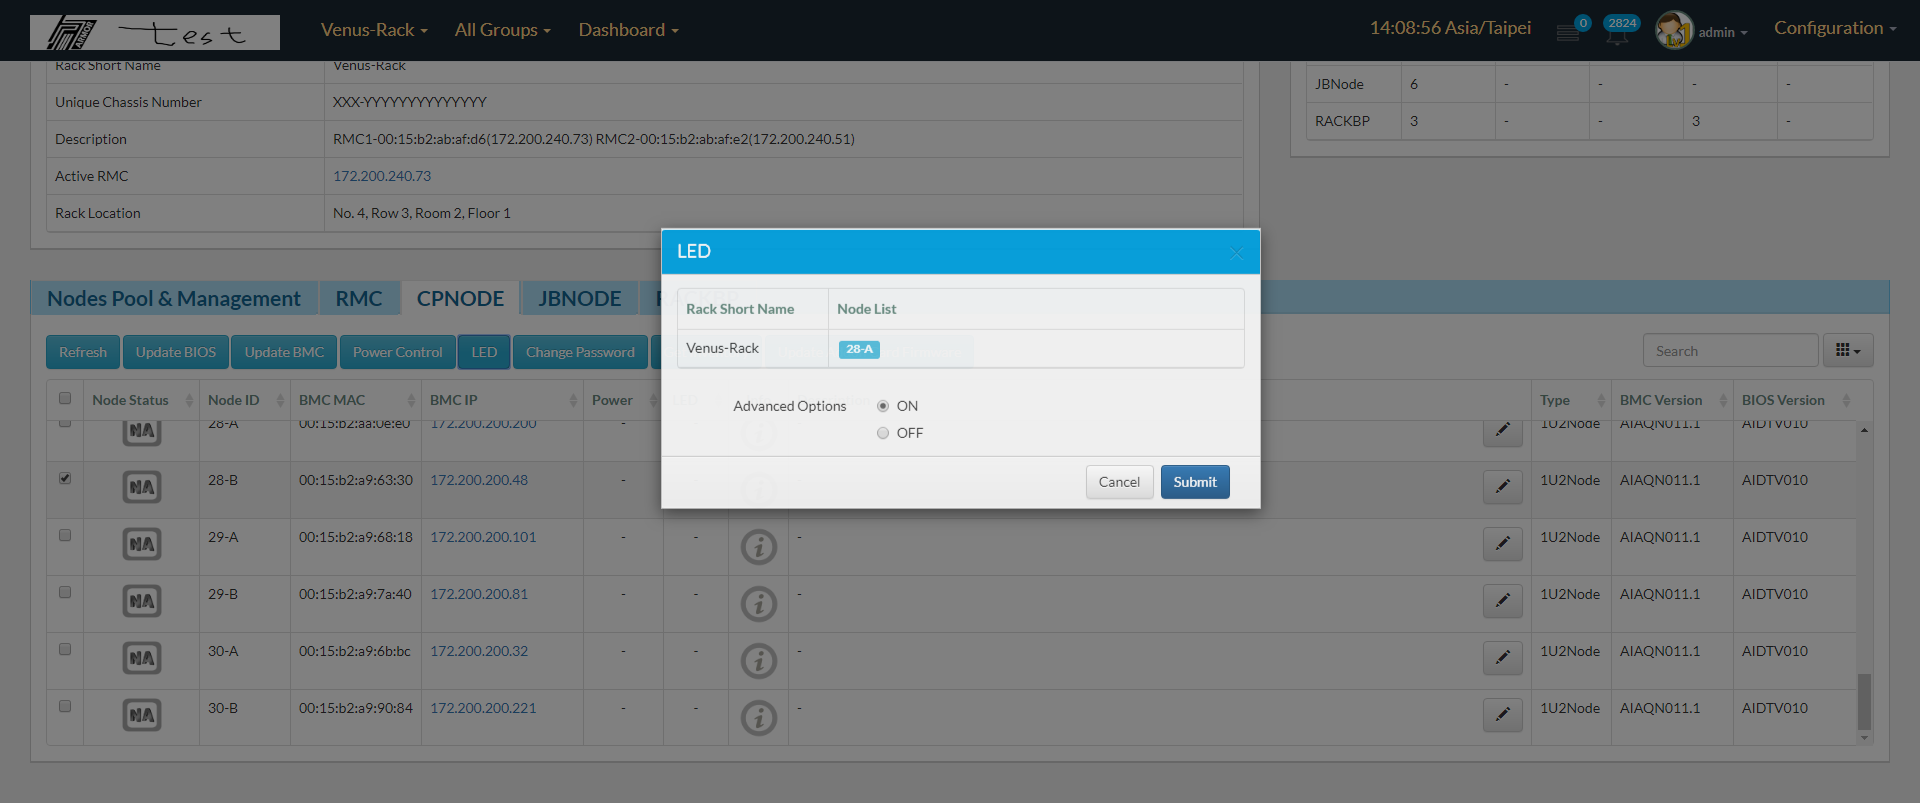 ARMOR test Venus-Rack All Groups Dashboard 14:08:56 Asia/Taipei 0 2824 admin Configuration
Rack Short Name Venus-Rack
Unique Chassis Number XXX-YYYYYYYYYYYYYY
Description RMC1-00:15:b2:ab:af:d6(172.200.240.73) RMC2-00:15:b2:ab:af:e2(172.200.240.51)
Active RMC 172.200.240.73
Rack Location No. 4, Row 3, Room 2, Floor 1
JBNode 6 - - - -
RACKBP 3 - - 3 -
LED ×
Rack Short Name Node List
Venus-Rack 28-A
Advanced Options ON
OFF
Cancel Submit
Nodes Pool & Management RMC CPNODE JBNODE RACKBP
Refresh Update BIOS Update BMC Power Control LED Change Password Search
Node Status Node ID BMC MAC BMC IP Power LED Type BMC Version BIOS Version
NA 28-A 00:15:b2:aa:0e:e0 172.200.200.200 - 1U2Node AIAQN011.1 AIDTV010
NA 28-B 00:15:b2:a9:63:30 172.200.200.48 - 1U2Node AIAQN011.1 AIDTV010
NA 29-A 00:15:b2:a9:68:18 172.200.200.101 - - i - 1U2Node AIAQN011.1 AIDTV010
NA 29-B 00:15:b2:a9:7a:40 172.200.200.81 - - i - 1U2Node AIAQN011.1 AIDTV010
NA 30-A 00:15:b2:a9:6b:bc 172.200.200.32 - - i - 1U2Node AIAQN011.1 AIDTV010
NA 30-B 00:15:b2:a9:90:84 172.200.200.221 - - i - 1U2Node AIAQN011.1 AIDTV010